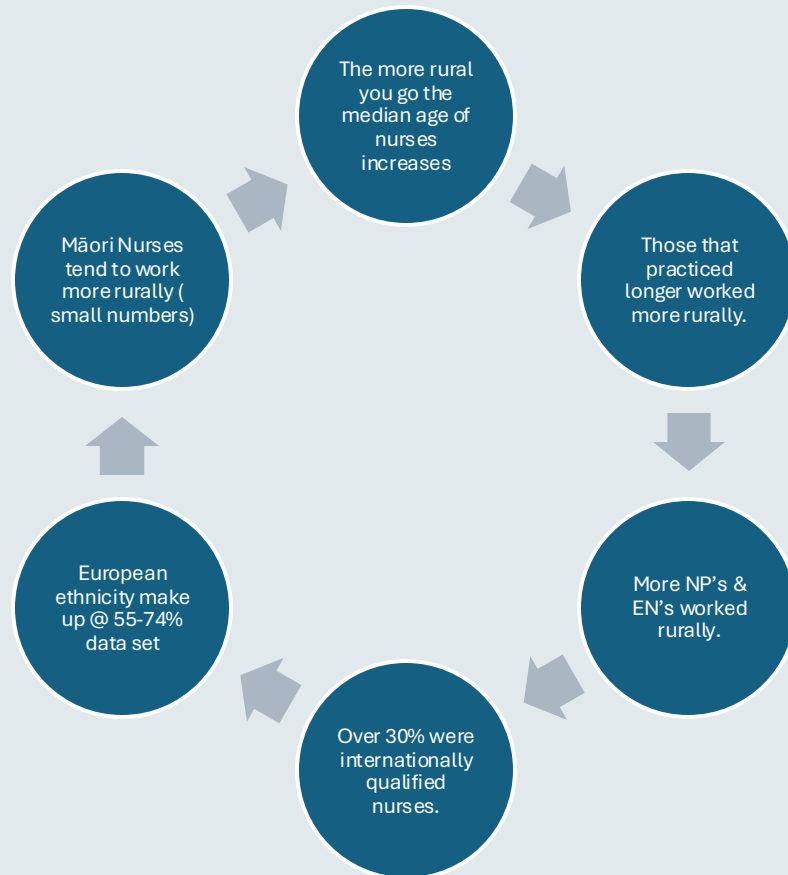 The more rural
you go the
median age of
nurses
increases
Those that
practiced
longer worked
more rurally.
More NP's &
EN's worked
rurally.
Over 30% were
internationally
qualified
nurses.
European
ethnicity make
up @ 55-74%
data set
Māori Nurses
tend to work
more rurally (
small numbers)